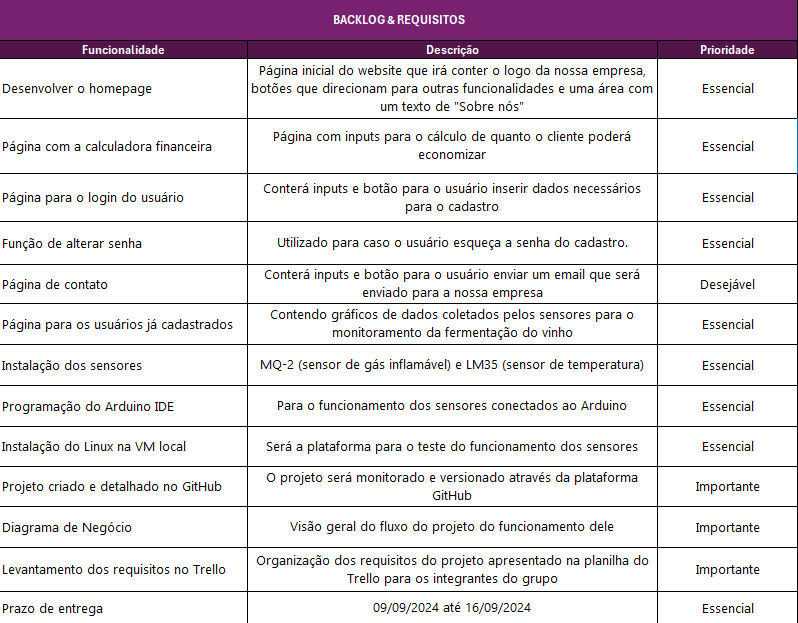 BACKLOG & REQUISITOS
Funcionalidade Descrição Prioridade
Desenvolver o homepage
Página inicial do website que irá conter o logo da nossa empresa,
botões que direcionam para outras funcionalidades e uma área com
um texto de "Sobre nós"
Essencial
Página com a calculadora financeira
Página com inputs para o cálculo de quanto o cliente poderá
economizar
Essencial
Página para o login do usuário
Conterá inputs e botão para o usuário inserir dados necessários
para o cadastro
Essencial
Função de alterar senha
Utilizado para caso o usuário esqueça a senha do cadastro.
Essencial
Página de contato
Conterá inputs e botão para o usuário enviar um email que será
enviado para a nossa empresa
Desejável
Página para os usuários já cadastrados
Contendo gráficos de dados coletados pelos sensores para o
monitoramento da fermentação do vinho
Essencial
Instalação dos sensores
MQ-2 (sensor de gás inflamável) e LM35 (sensor de temperatura)
Essencial
Programação do Arduino IDE
Para o funcionamento dos sensores conectados ao Arduino
Essencial
Instalação do Linux na VM local
Será a plataforma para o teste do funcionamento dos sensores
Essencial
Projeto criado e detalhado no GitHub
O projeto será monitorado e versionado através da plataforma
GitHub
Importante
Diagrama de Negócio
Visão geral do fluxo do projeto do funcionamento dele
Importante
Levantamento dos requisitos no Trello
Organização dos requisitos do projeto apresentado na planilha do
Trello para os integrantes do grupo
Importante
Prazo de entrega
09/09/2024 até 16/09/2024
Essencial